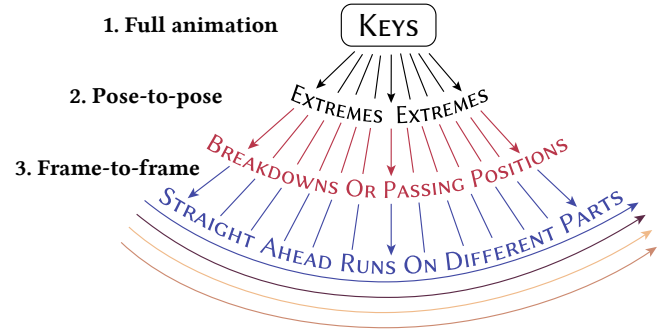 1. Full animation
KEYS
2. Pose-to-pose
EXTREMES EXTREMES
3. Frame-to-frame
BREAKDOWNS OR PASSING POSITIONS
STRAIGHT AHEAD RUNS ON DIFFERENT PARTS